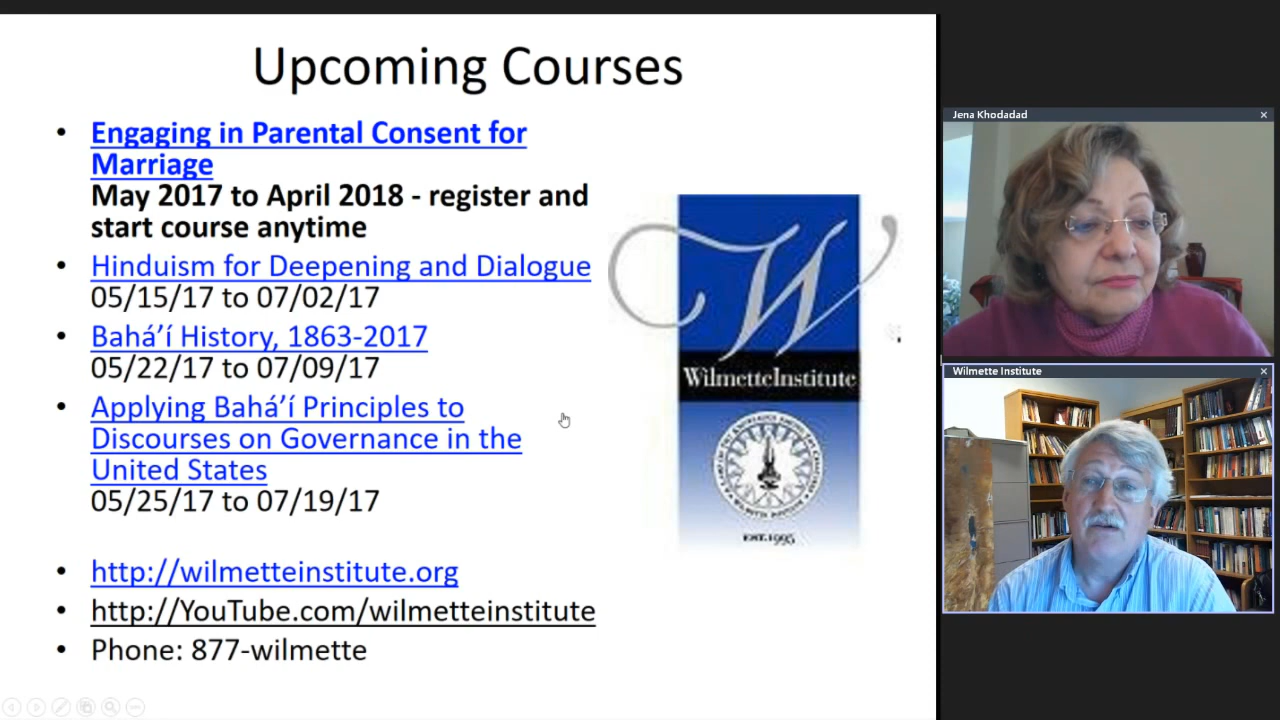 Upcoming Courses
• Engaging in Parental Consent for
Marriage
May 2017 to April 2018 - register and
start course anytime
• Hinduism for Deepening and Dialogue
05/15/17 to 07/02/17
• Bahá’í History, 1863-2017
05/22/17 to 07/09/17
• Applying Bahá’í Principles to
Discourses on Governance in the
United States
05/25/17 to 07/19/17
• http://wilmetteinstitute.org
• http://YouTube.com/wilmetteinstitute
• Phone: 877-wilmette
W
WilmetteInstitute
EST.1995
Jena Khodadad
Wilmette Institute